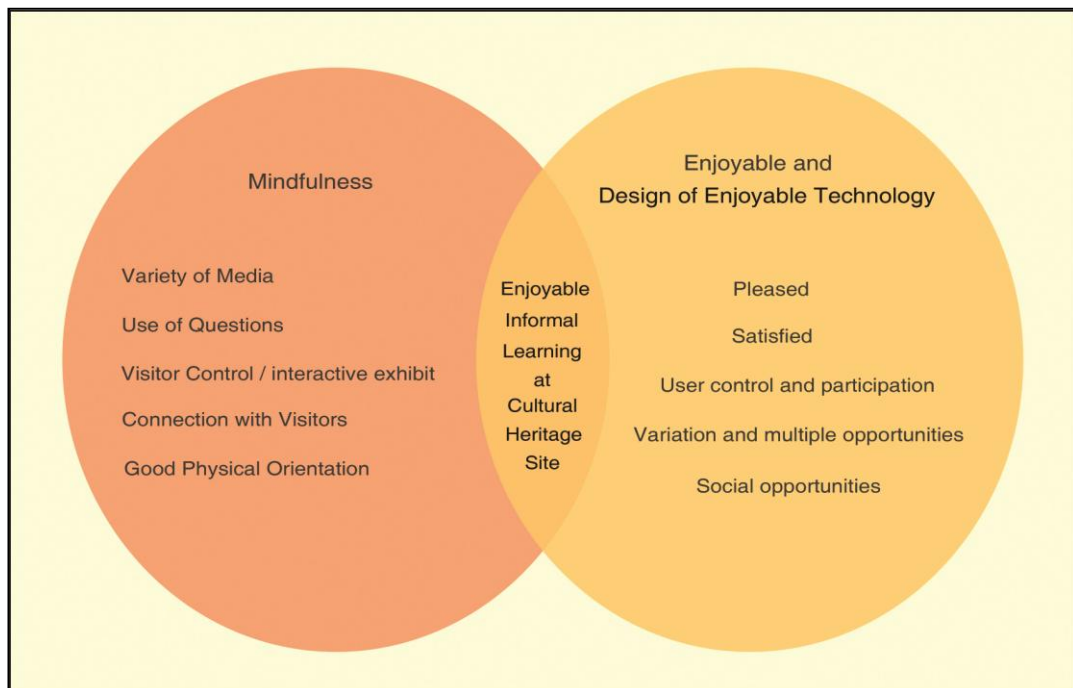 Mindfulness
Variety of Media
Use of Questions
Visitor Control / interactive exhibit
Connection with Visitors
Good Physical Orientation
Enjoyable
Informal
Learning
at
Cultural
Heritage
Site
Enjoyable and
Design of Enjoyable Technology
Pleased
Satisfied
User control and participation
Variation and multiple opportunities
Social opportunities